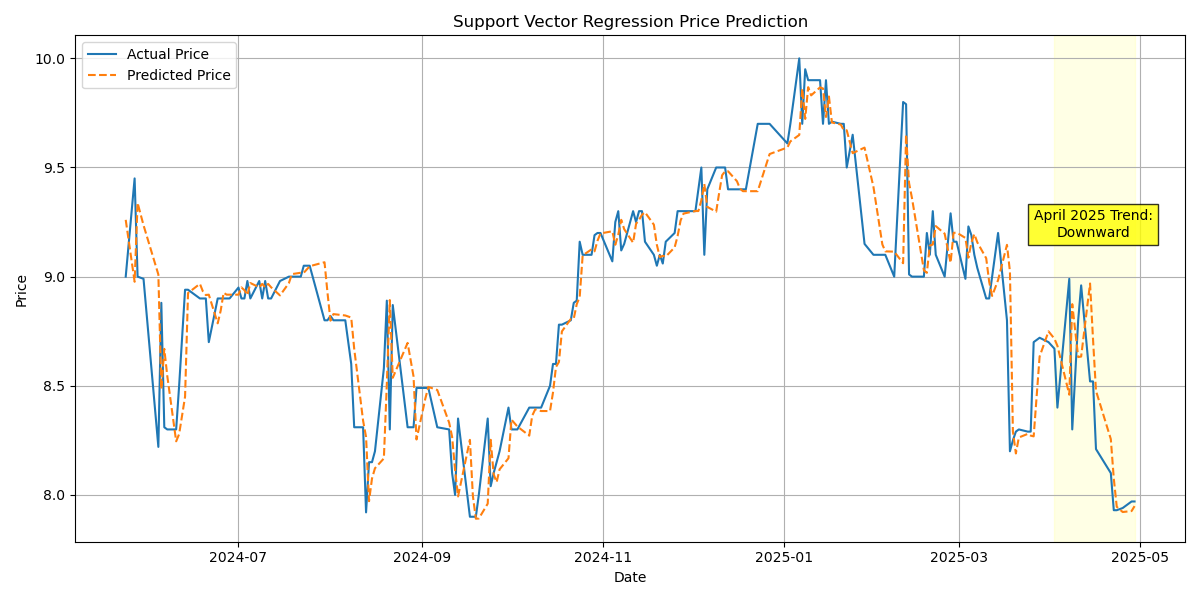 Support Vector Regression Price Prediction
Actual Price
Predicted Price
10.0
9.5
9.0
8.5
8.0
Price
April 2025 Trend:
Downward
2024-07
2024-09
2024-11
2025-01
2025-03
2025-05
Date